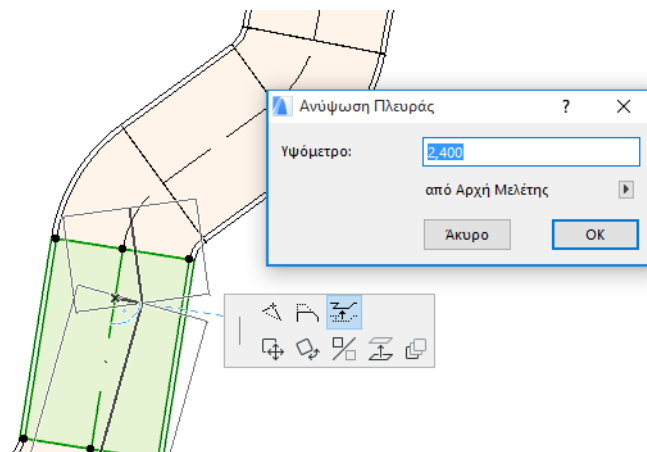 Ανύψωση Πλευράς
?
Υψόμετρο:
2,400
από Αρχή Μελέτης
Άκυρο
OK